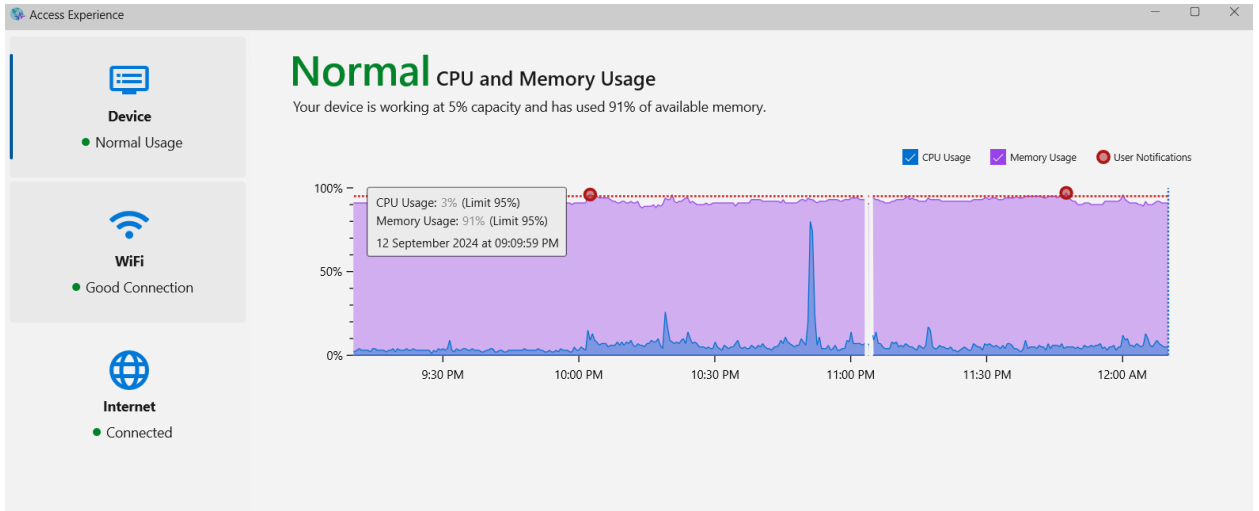 Access Experience
Device
Normal Usage
WiFi
Good Connection
Internet
Connected
Normal CPU and Memory Usage
Your device is working at 5% capacity and has used 91% of available memory.
CPU Usage Memory Usage User Notifications
100%
50%
0%
CPU Usage: 3% (Limit 95%)
Memory Usage: 91% (Limit 95%)
12 September 2024 at 09:09:59 PM
9:30 PM 10:00 PM 10:30 PM 11:00 PM 11:30 PM 12:00 AM